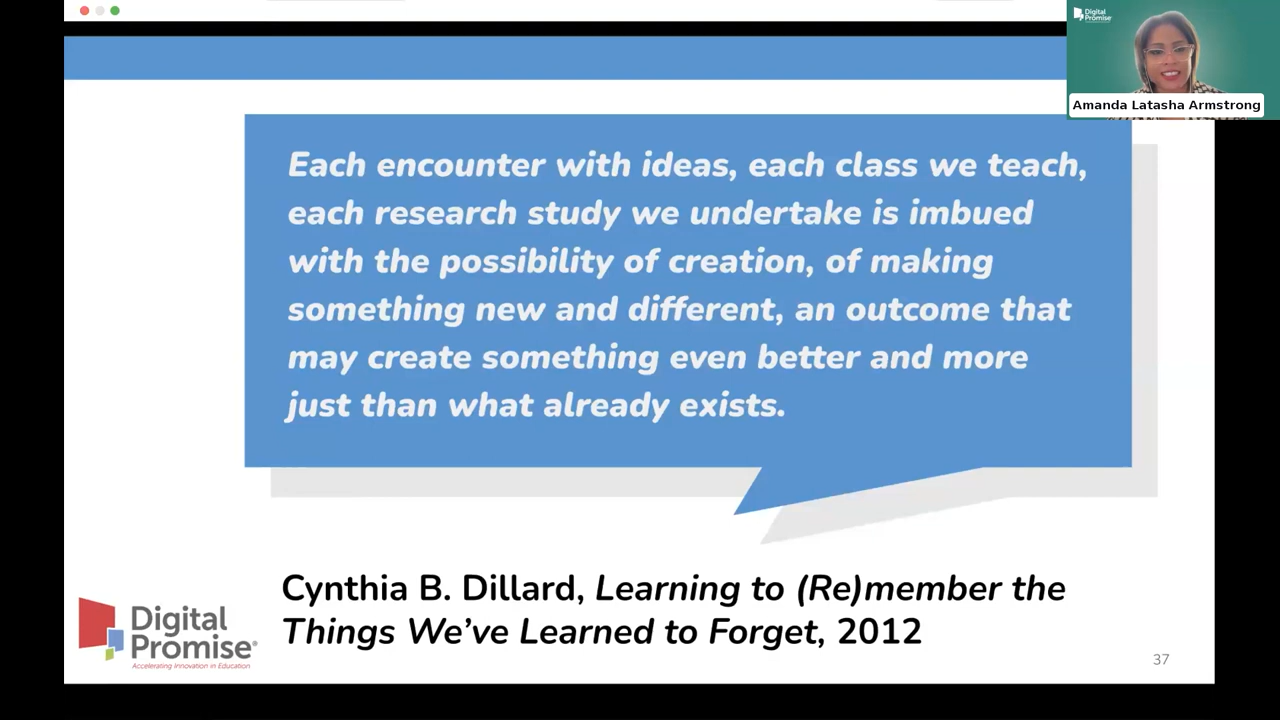 Digital
Promise
Amanda Latasha Armstrong
Each encounter with ideas, each class we teach,
each research study we undertake is imbued
with the possibility of creation, of making
something new and different, an outcome that
may create something even better and more
just than what already exists.
Cynthia B. Dillard, Learning to (Re)member the
Things We’ve Learned to Forget, 2012
Digital
Promise®
Accelerating Innovation in Education
37